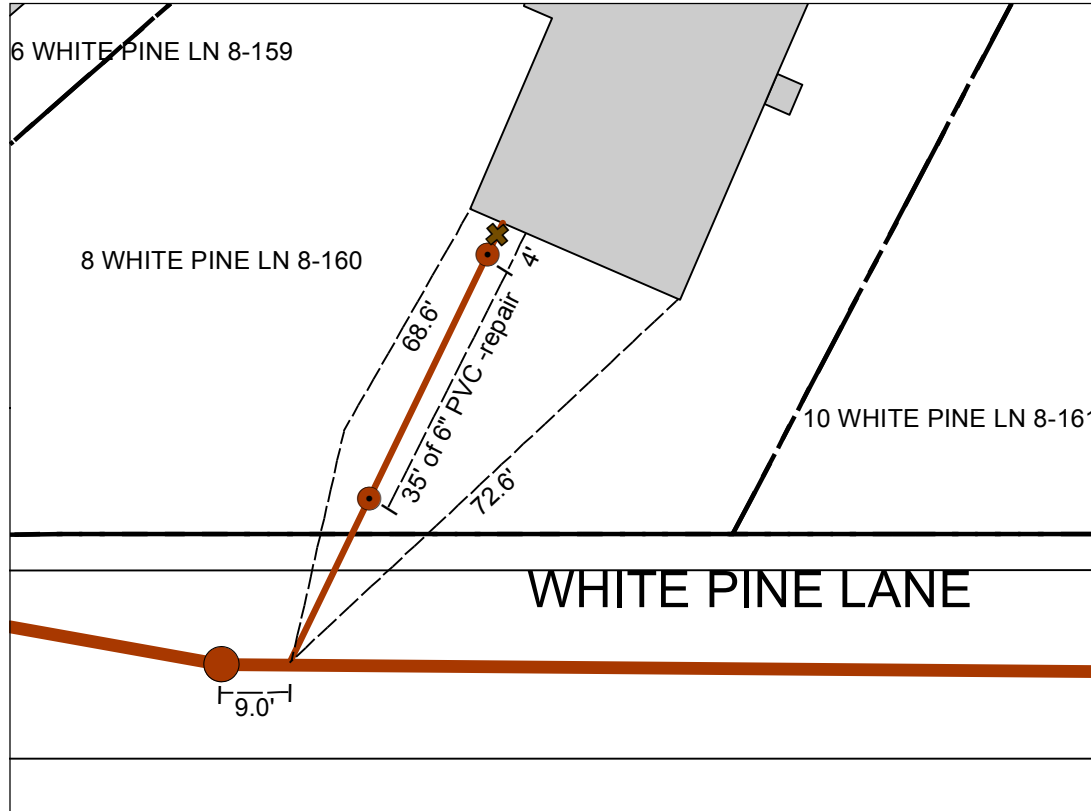 6 WHITE PINE LN 8-159
8 WHITE PINE LN 8-160
4'
68.6'
35' of 6" PVC -repair
10 WHITE PINE LN 8-161
72.6'
WHITE PINE LANE
9.0'